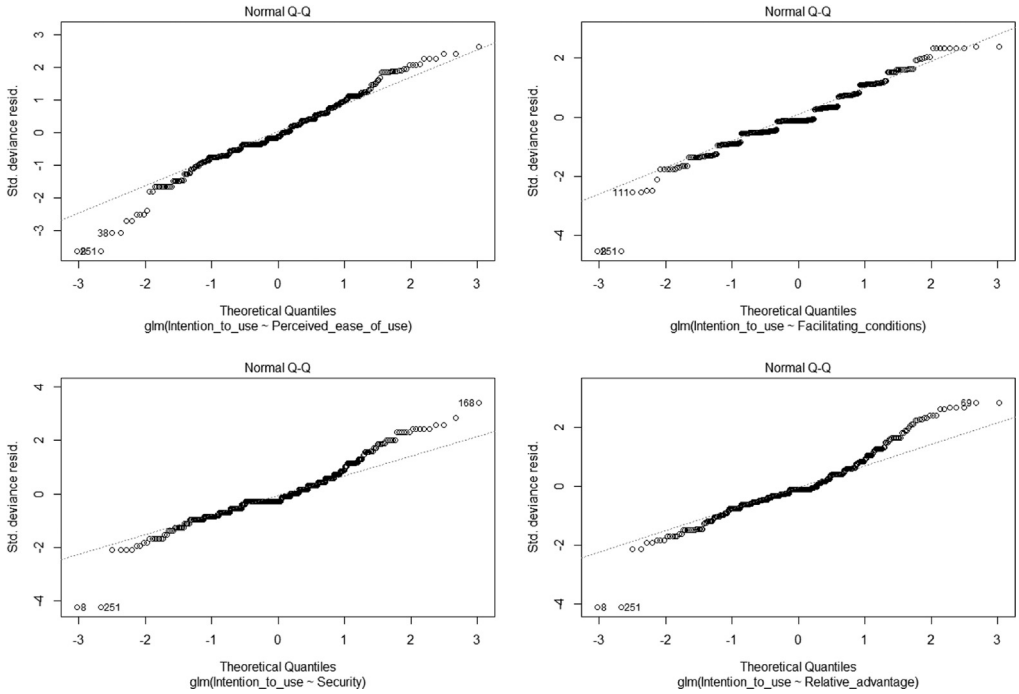 Normal Q-Q
Std. deviance resid.
3
2
1
0
-1
-2
-3
38
251
-3 -2 -1 0 1 2 3
Theoretical Quantiles
glm(Intention_to_use ~ Perceived_ease_of_use)
Normal Q-Q
Std. deviance resid.
2
0
-2
-4
111
251
-3 -2 -1 0 1 2 3
Theoretical Quantiles
glm(Intention_to_use ~ Facilitating_conditions)
Normal Q-Q
Std. deviance resid.
4
2
0
-2
-4
168
8 251
-3 -2 -1 0 1 2 3
Theoretical Quantiles
glm(Intention_to_use ~ Security)
Normal Q-Q
Std. deviance resid.
2
0
-2
-4
69
8 251
-3 -2 -1 0 1 2 3
Theoretical Quantiles
glm(Intention_to_use ~ Relative_advantage)